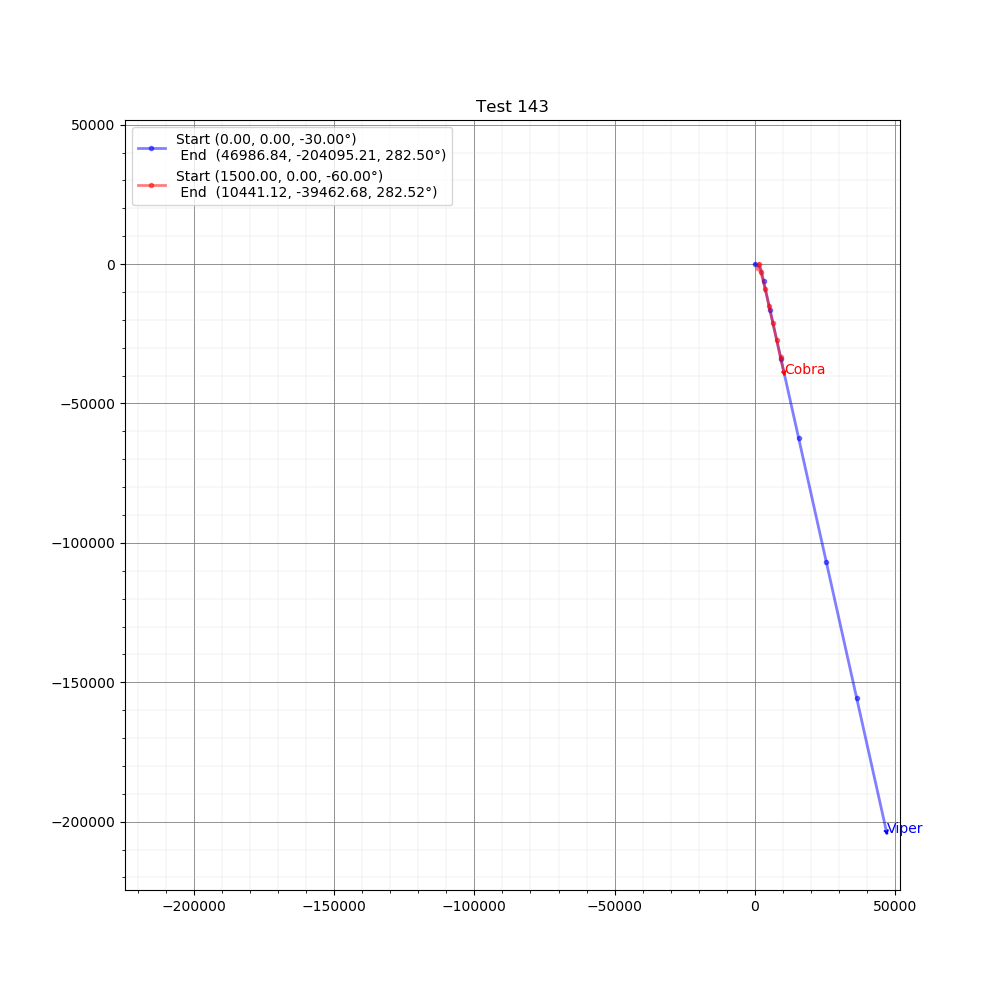 Test 143
Start (0.00, 0.00, -30.00°)
End  (46986.84, -204095.21, 282.50°)
Start (1500.00, 0.00, -60.00°)
End  (10441.12, -39462.68, 282.52°)
50000
0
−50000
−100000
−150000
−200000
Cobra
Viper
−200000
−150000
−100000
−50000
0
50000